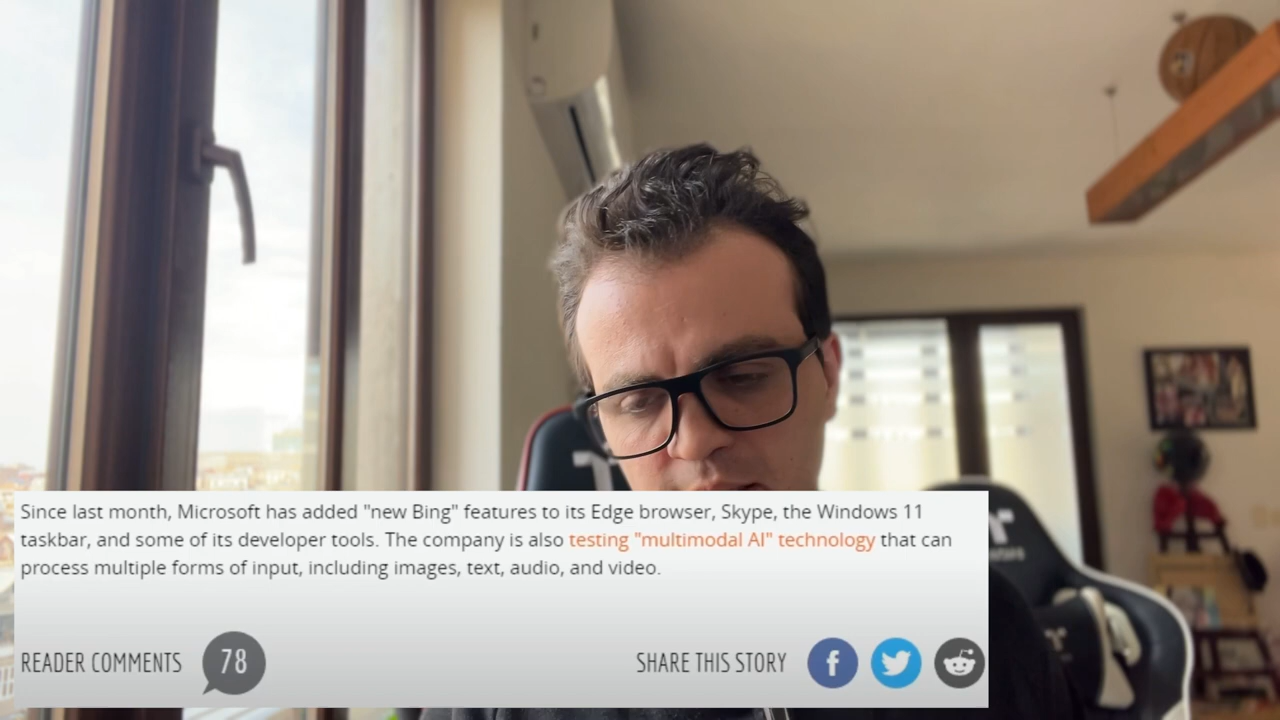 Since last month, Microsoft has added "new Bing" features to its Edge browser, Skype, the Windows 11
taskbar, and some of its developer tools. The company is also testing "multimodal AI" technology that can
process multiple forms of input, including images, text, audio, and video.
READER COMMENTS 78 SHARE THIS STORY